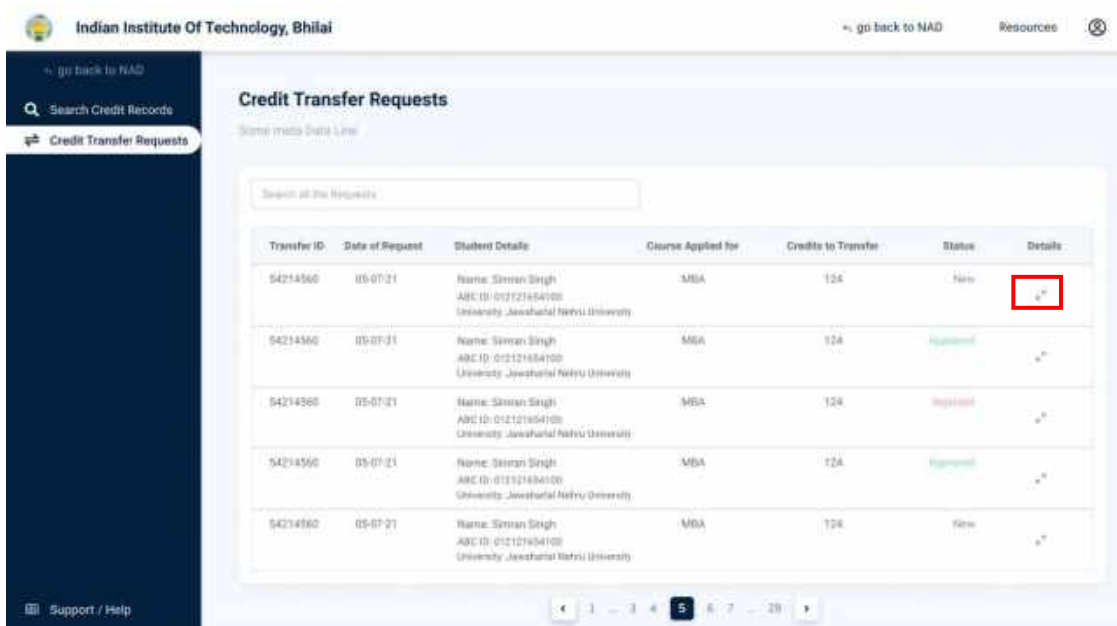 Indian Institute Of Technology, Bhilai
go back to NAD
Resources
go back to NAD
Search Credit Records
Credit Transfer Requests
Credit Transfer Requests
Some meta Data Line
Search all the Requests
Transfer ID Date of Request Student Details Course Applied for Credits to Transfer Status Details
54214560 05-07-21 Name: Simran Singh MBA 124 New
ABC ID: 012121654100
University: Jawaharlal Nehru University
54214560 05-07-21 Name: Simran Singh MBA 124 Approved
ABC ID: 012121654100
University: Jawaharlal Nehru University
54214560 05-07-21 Name: Simran Singh MBA 124 Rejected
ABC ID: 012121654100
University: Jawaharlal Nehru University
54214560 05-07-21 Name: Simran Singh MBA 124 Approved
ABC ID: 012121654100
University: Jawaharlal Nehru University
54214560 05-07-21 Name: Simran Singh MBA 124 New
ABC ID: 012121654100
University: Jawaharlal Nehru University
Support / Help
1 ... 3 4 5 6 7 ... 28